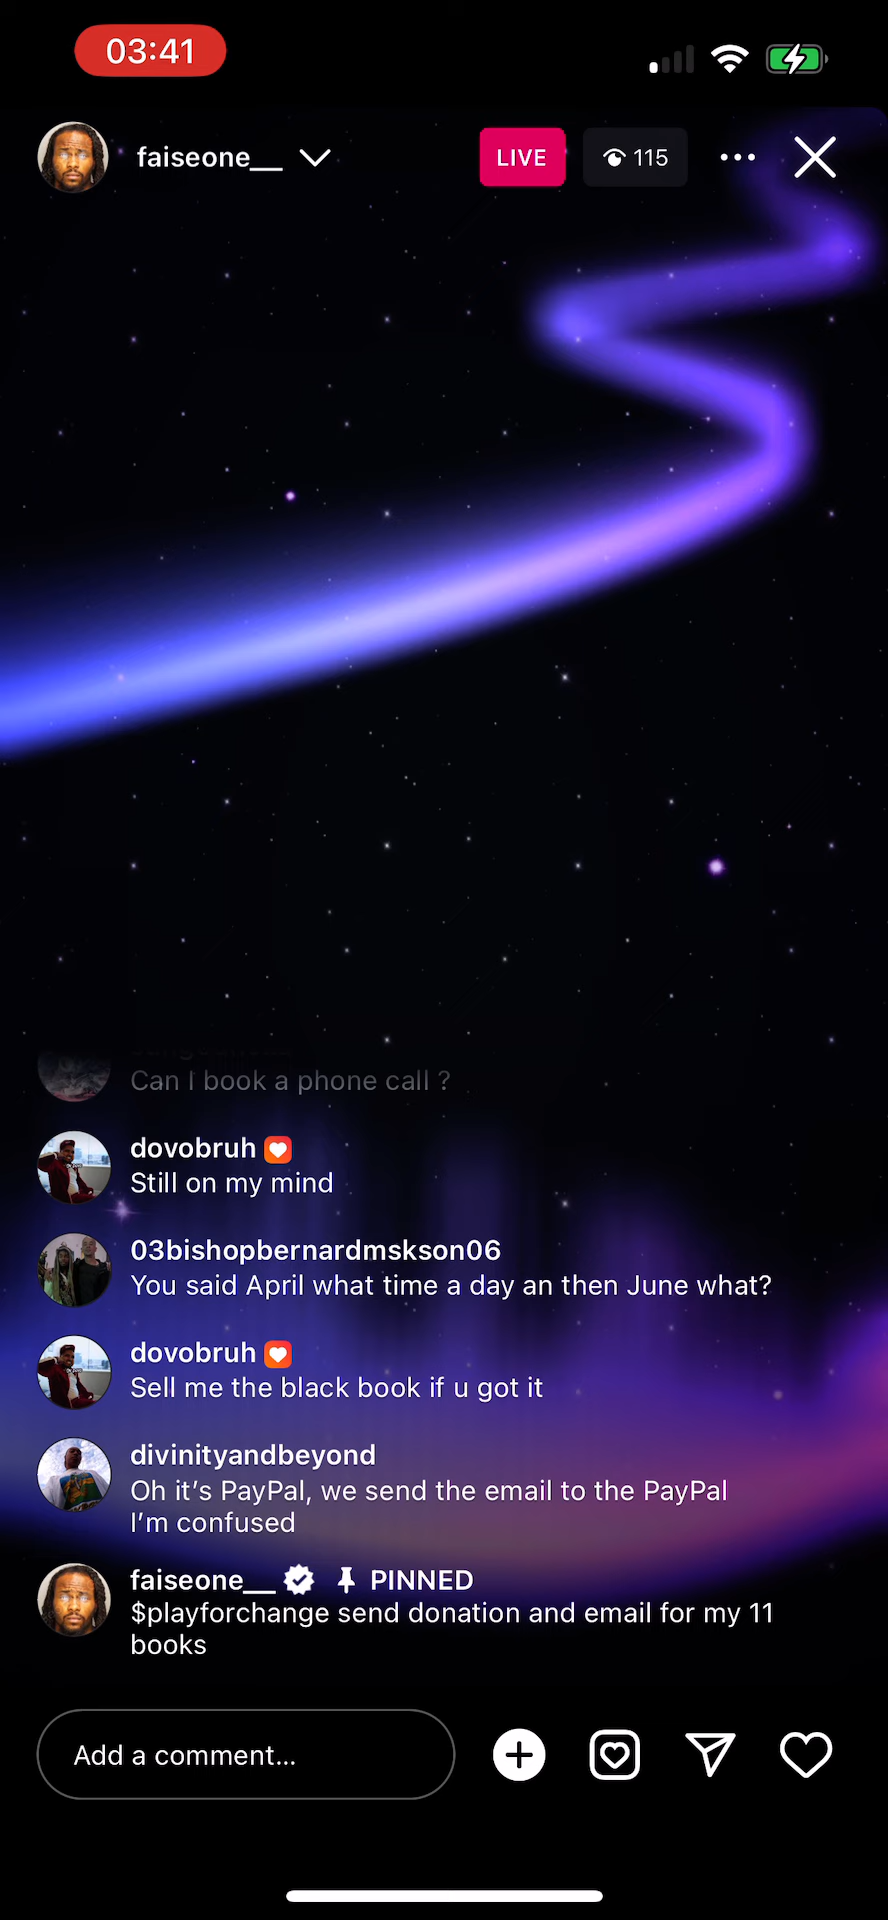 03:41
faiseone__
LIVE
115
Can I book a phone call ?
dovobruh
Still on my mind
03bishopbernardmskson06
You said April what time a day an then June what?
dovobruh
Sell me the black book if u got it
divinityandbeyond
Oh it’s PayPal, we send the email to the PayPal
I’m confused
faiseone__ PINNED
$playforchange send donation and email for my 11
books
Add a comment...